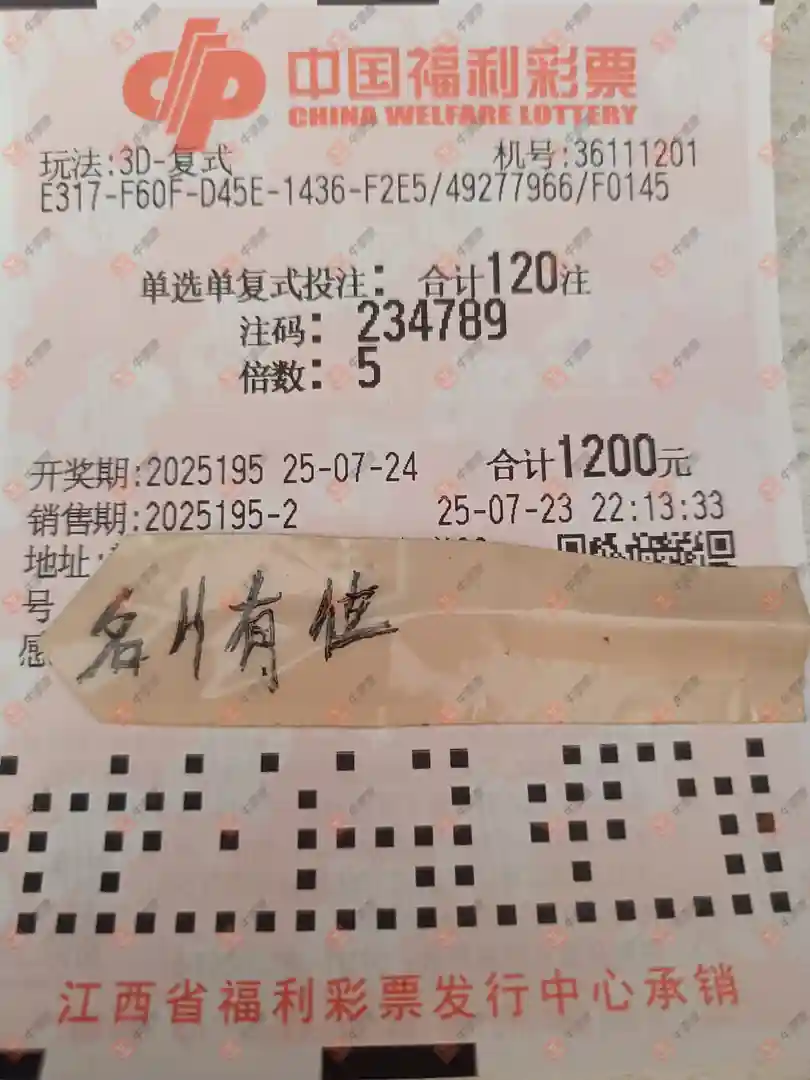 中国福利彩票
CHINA WELFARE LOTTERY
玩法:3D-复式 机号:36111201
E317-F60F-D45E-1436-F2E5/49277966/F0145
单选单复式投注: 合计120注
注码: 234789
倍数: 5
开奖期:2025195 25-07-24 合计1200元
销售期:2025195-2 25-07-23 22:13:33
地址:
号
感
名片有售
江西省福利彩票发行中心承销